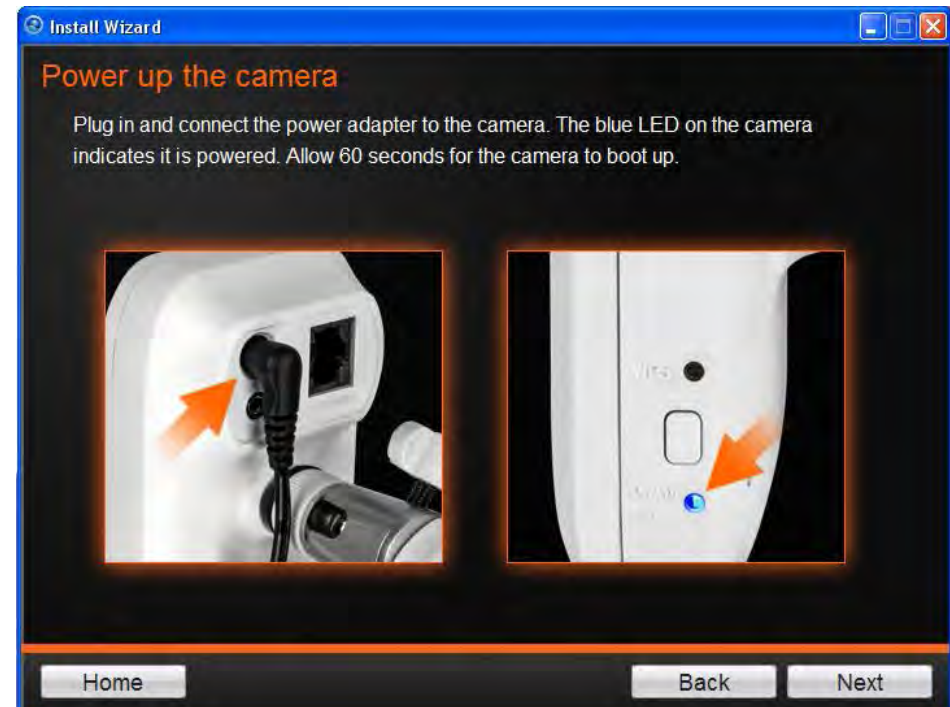 Install Wizard
Power up the camera
Plug in and connect the power adapter to the camera. The blue LED on the camera
indicates it is powered. Allow 60 seconds for the camera to boot up.
Home
Back
Next